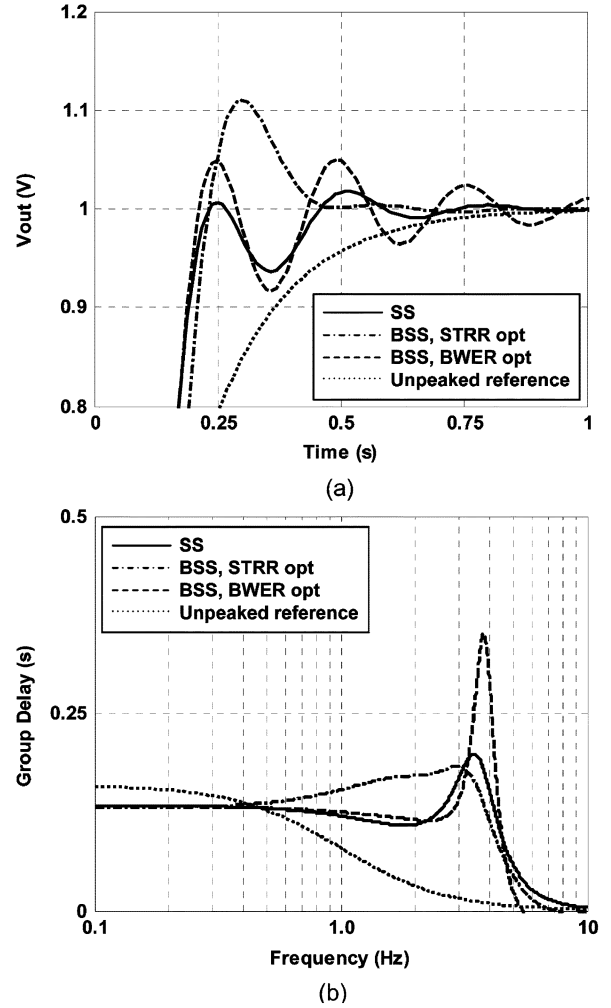 1.2
1.1
1
0.9
0.8
Vout (V)
SS
BSS, STRR opt
BSS, BWER opt
Unpeaked reference
0 0.25 0.5 0.75 1
Time (s)
(a)
0.5
0.25
0
Group Delay (s)
SS
BSS, STRR opt
BSS, BWER opt
Unpeaked reference
0.1 1.0 10
Frequency (Hz)
(b)